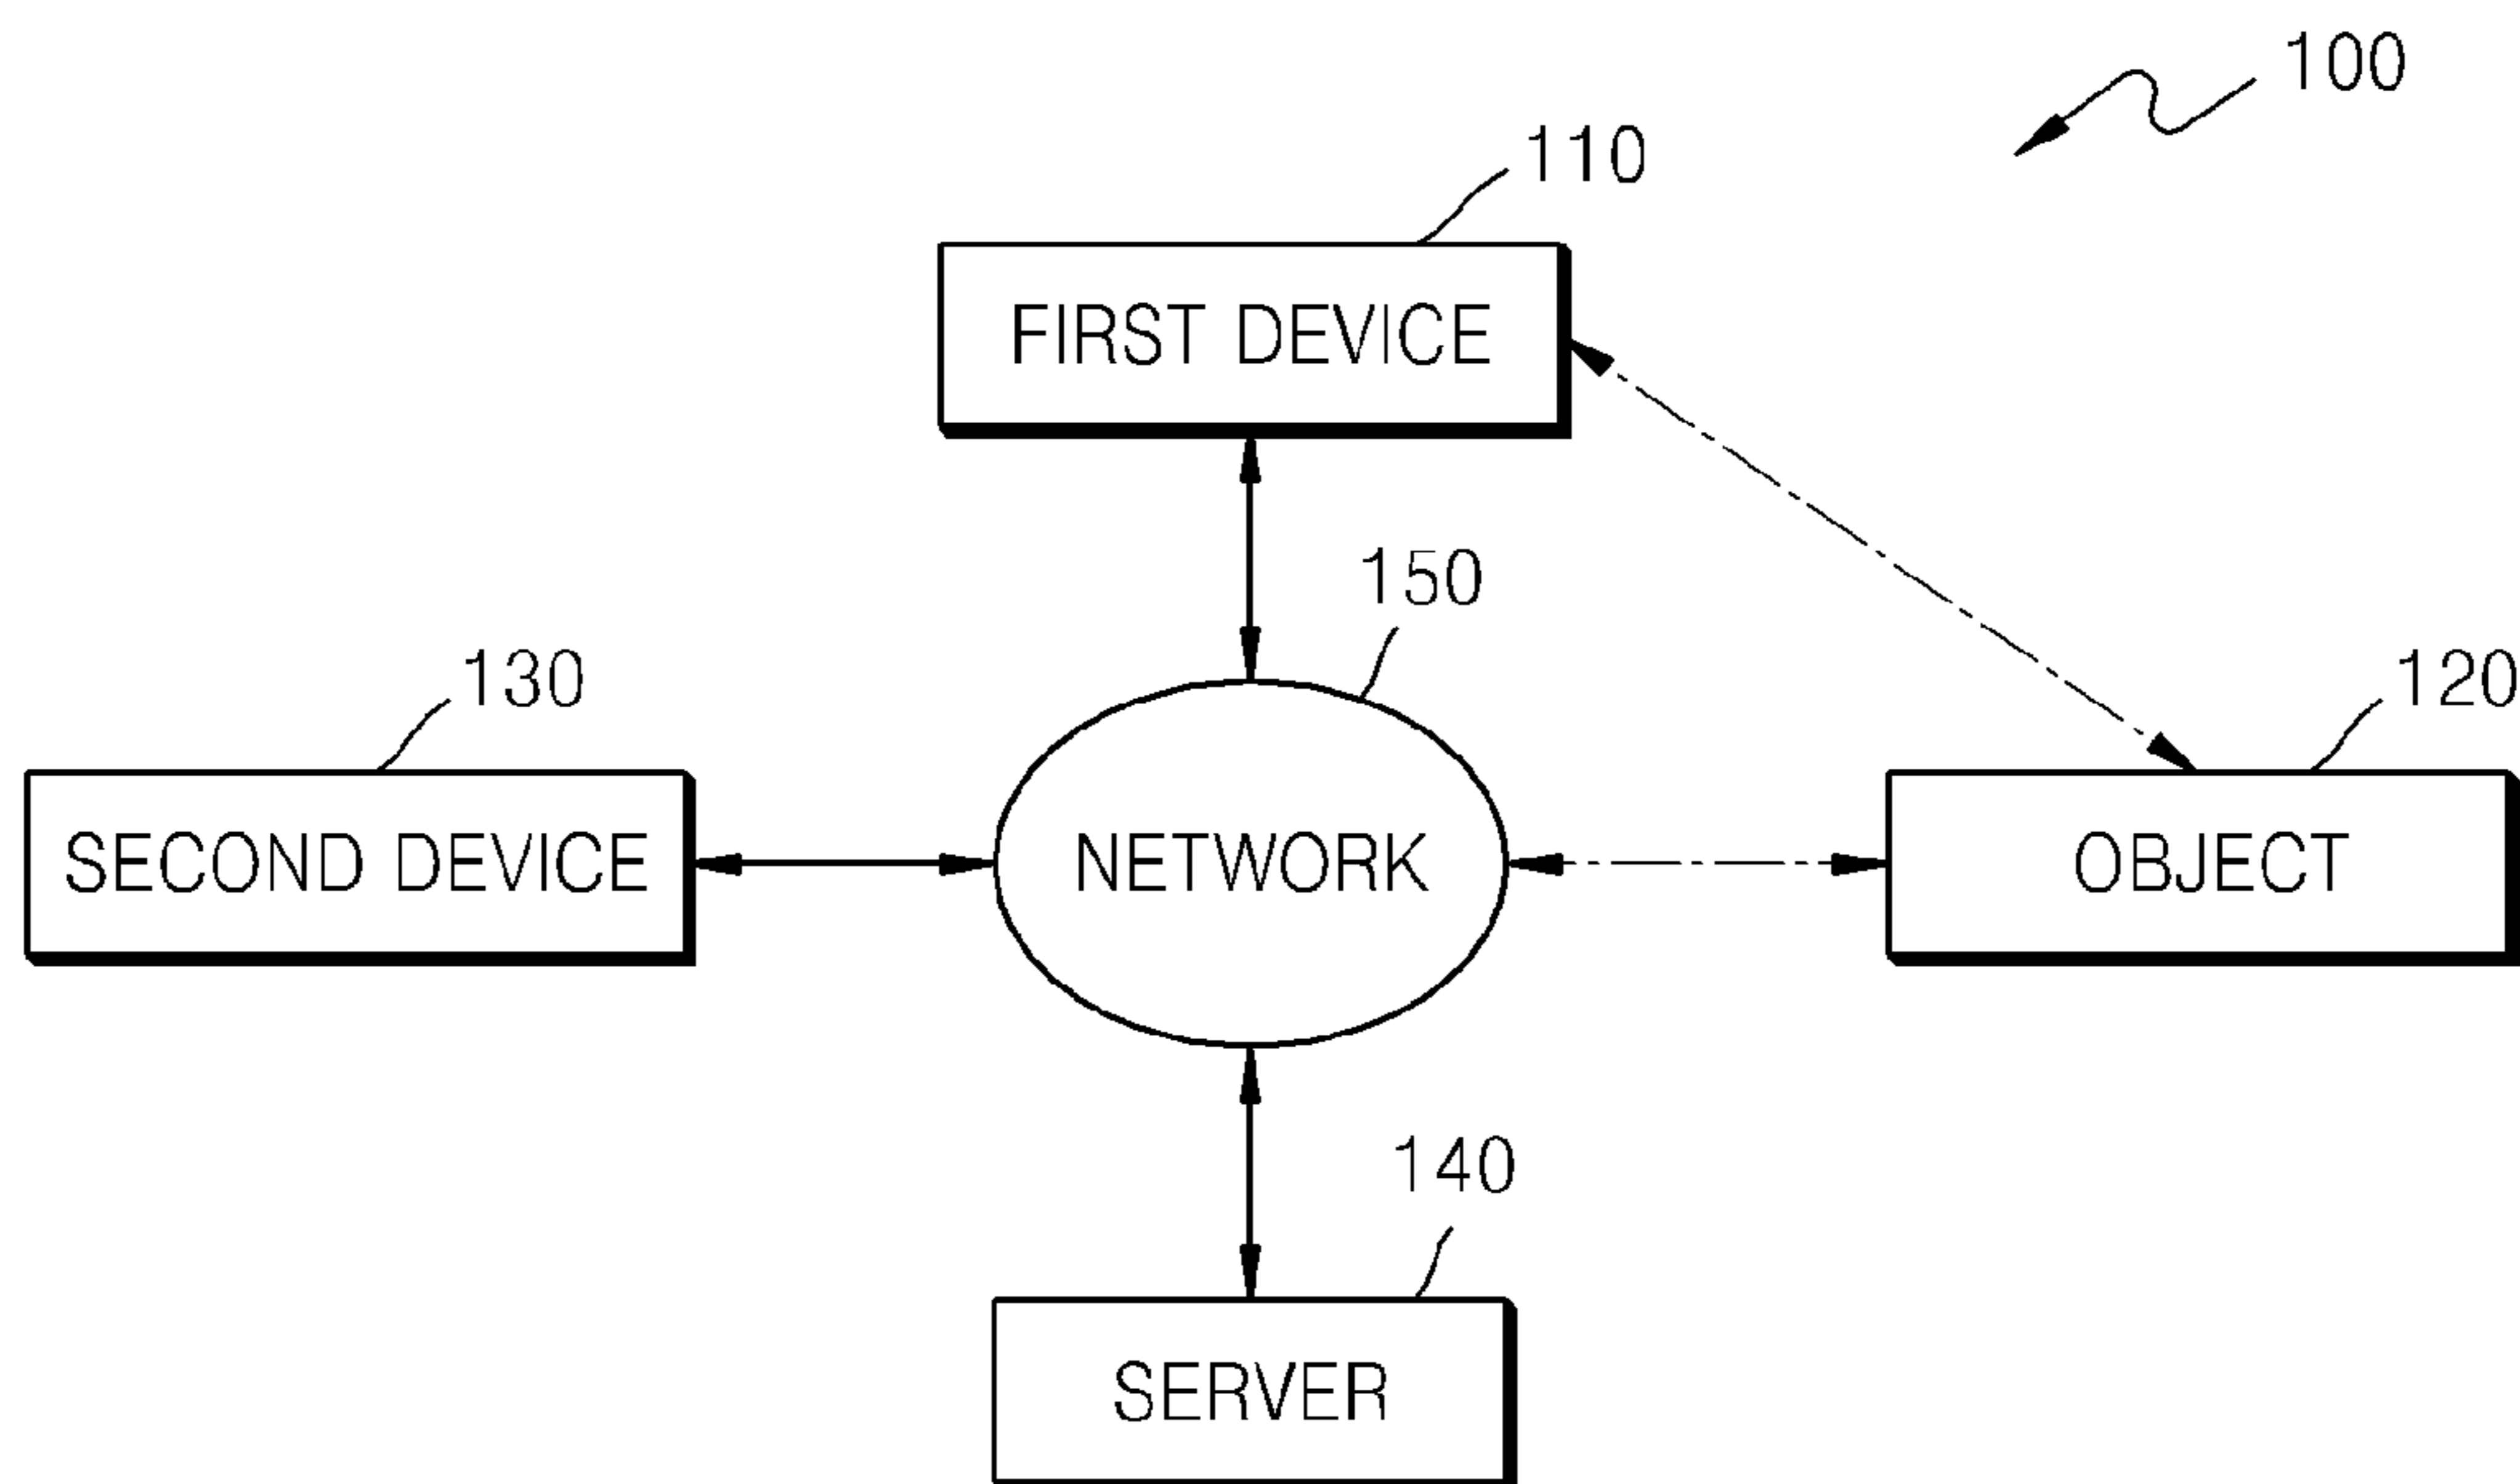 100
110
FIRST DEVICE
150
130
120
SECOND DEVICE
NETWORK
OBJECT
140
SERVER